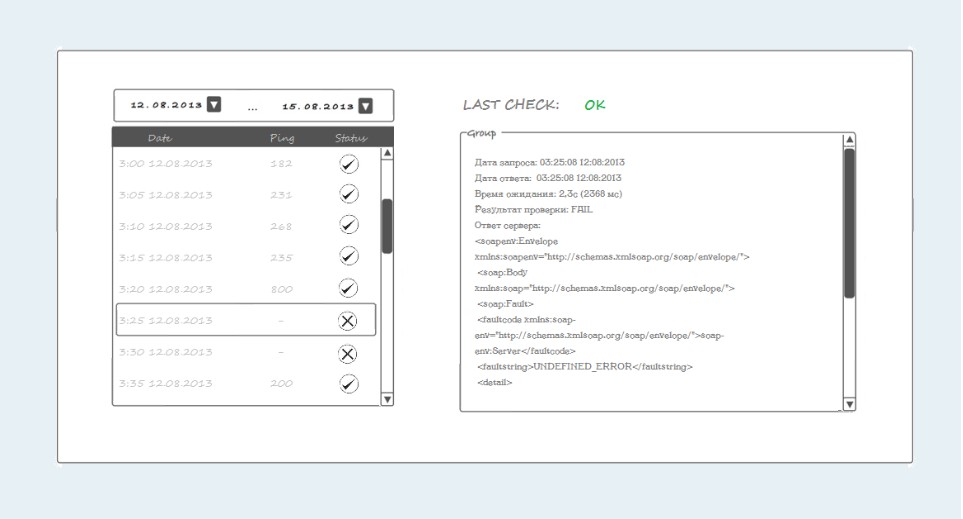 12.08.2013 ... 15.08.2013
Date Ping Status
3:00 12.08.2013 182
3:05 12.08.2013 231
3:10 12.08.2013 268
3:15 12.08.2013 235
3:20 12.08.2013 800
3:25 12.08.2013 -
3:30 12.08.2013 -
3:35 12.08.2013 200
LAST CHECK: OK
Group
Дата запроса: 03:25:08 12:08:2013
Дата ответа: 03:25:08 12:08:2013
Время ожидания: 2,3с (2368 мс)
Результат проверки: FAIL
Ответ сервера:
<soapenv:Envelope
xmlns:soapenv="http://schemas.xmlsoap.org/soap/envelope/">
<soap:Body
xmlns:soap="http://schemas.xmlsoap.org/soap/envelope/">
<soap:Fault>
<faultcode xmlns:soap-
env="http://schemas.xmlsoap.org/soap/envelope/">soap-
env:Server</faultcode>
<faultstring>UNDEFINED_ERROR</faultstring>
<detail>